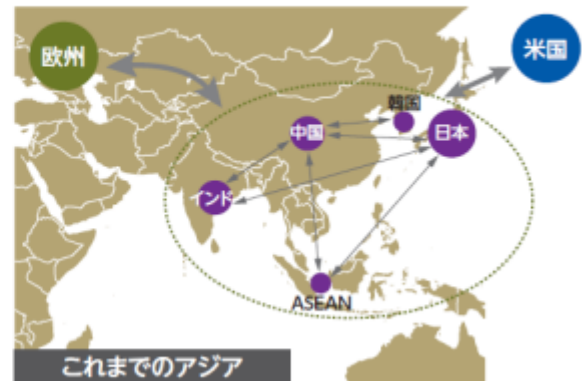 欧州
米国
韓国
中国
日本
インド
ASEAN
これまでのアジア